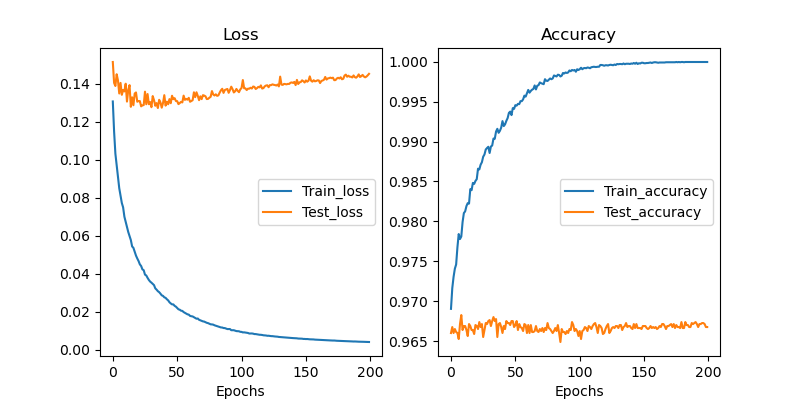 Loss
0.14
0.12
0.10
0.08
0.06
0.04
0.02
0.00
0 50 100 150 200
Epochs
Train_loss
Test_loss
Accuracy
1.000
0.995
0.990
0.985
0.980
0.975
0.970
0.965
0 50 100 150 200
Epochs
Train_accuracy
Test_accuracy